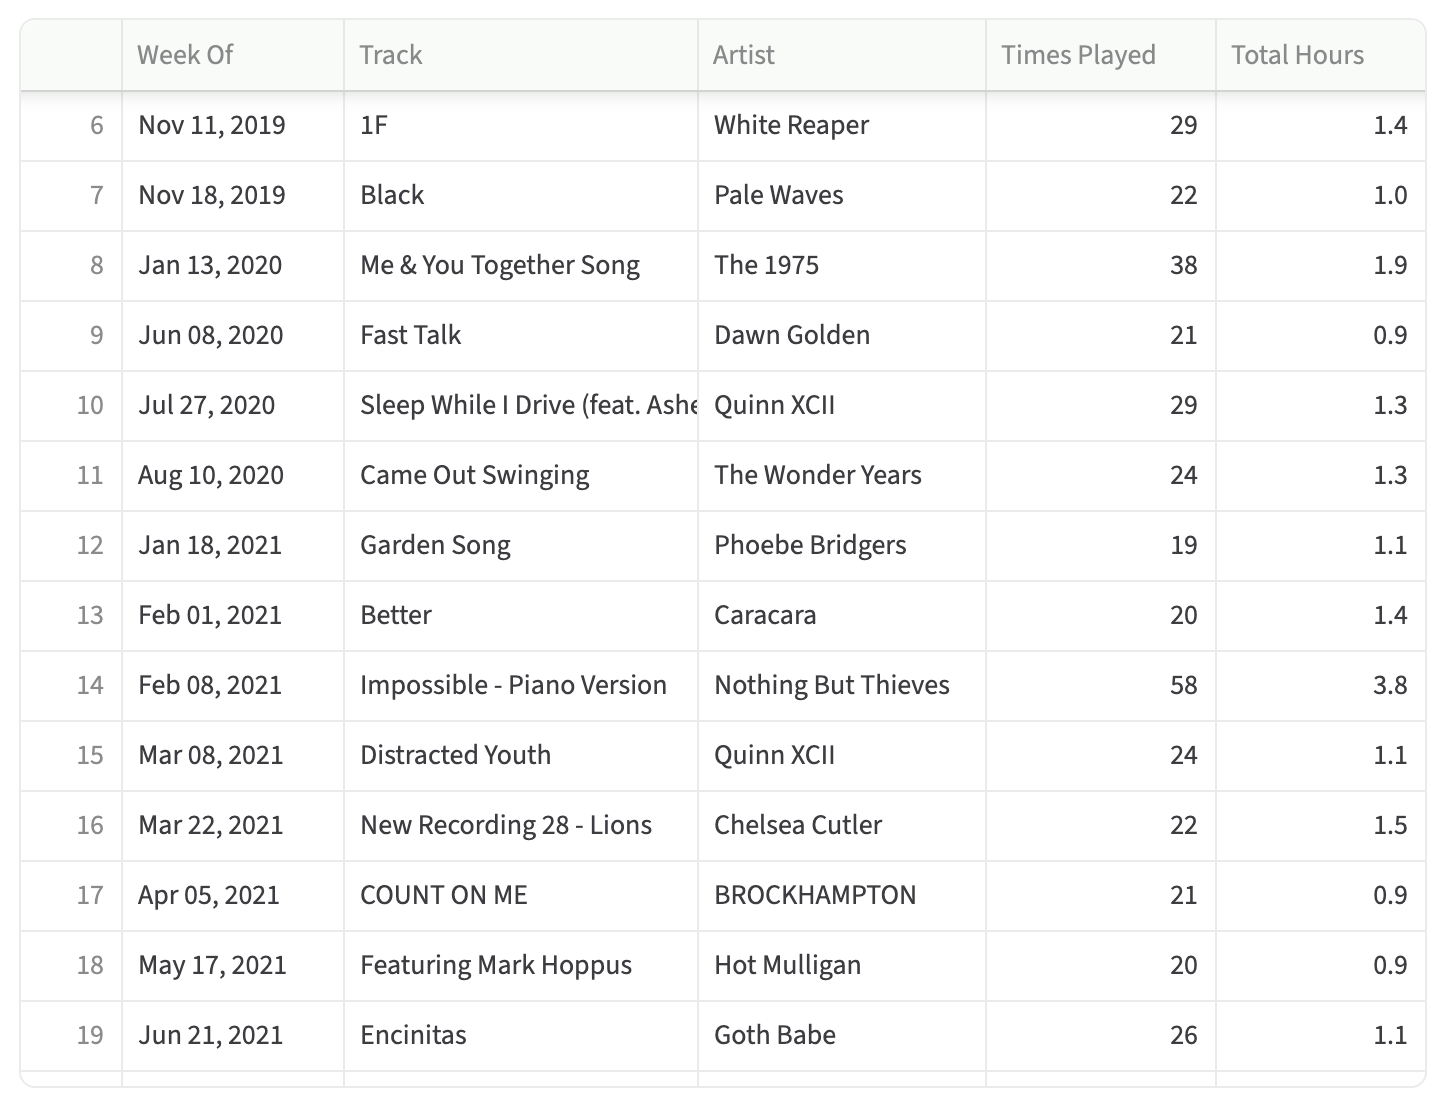 Week Of Track Artist Times Played Total Hours
6 Nov 11, 2019 1F White Reaper 29 1.4
7 Nov 18, 2019 Black Pale Waves 22 1.0
8 Jan 13, 2020 Me & You Together Song The 1975 38 1.9
9 Jun 08, 2020 Fast Talk Dawn Golden 21 0.9
10 Jul 27, 2020 Sleep While I Drive (feat. Ashe Quinn XCII 29 1.3
11 Aug 10, 2020 Came Out Swinging The Wonder Years 24 1.3
12 Jan 18, 2021 Garden Song Phoebe Bridgers 19 1.1
13 Feb 01, 2021 Better Caracara 20 1.4
14 Feb 08, 2021 Impossible - Piano Version Nothing But Thieves 58 3.8
15 Mar 08, 2021 Distracted Youth Quinn XCII 24 1.1
16 Mar 22, 2021 New Recording 28 - Lions Chelsea Cutler 22 1.5
17 Apr 05, 2021 COUNT ON ME BROCKHAMPTON 21 0.9
18 May 17, 2021 Featuring Mark Hoppus Hot Mulligan 20 0.9
19 Jun 21, 2021 Encinitas Goth Babe 26 1.1